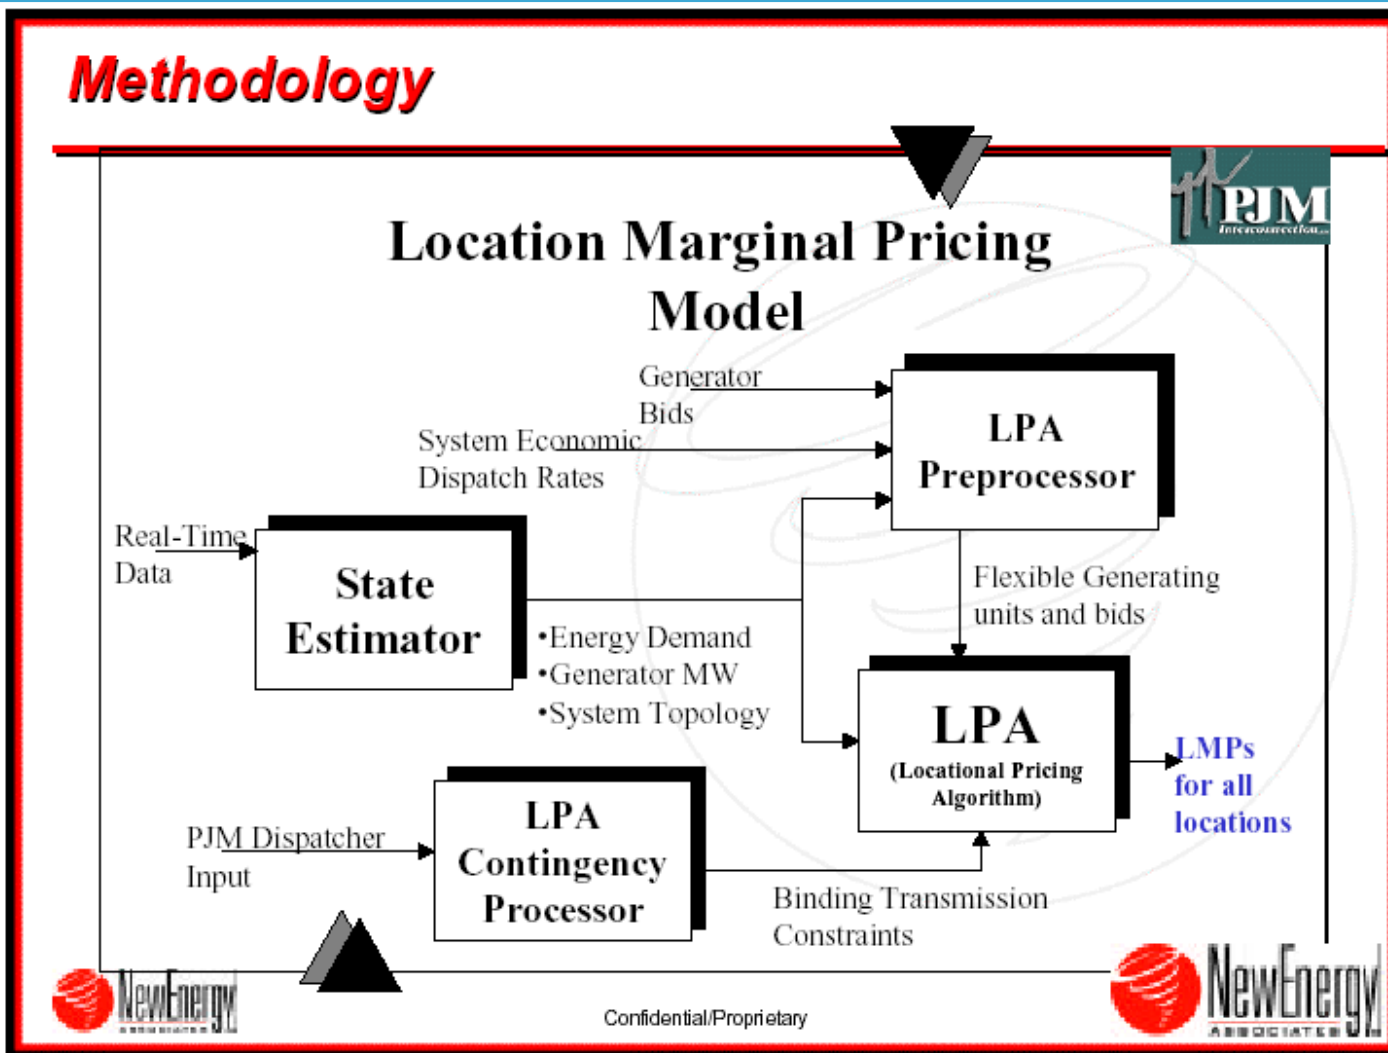 Methodology
PJM
Interconnection
Location Marginal Pricing
Model
Generator
Bids
System Economic
Dispatch Rates
LPA
Preprocessor
Real-Time
Data
State
Estimator
•Energy Demand
•Generator MW
•System Topology
Flexible Generating
units and bids
LPA
(Locational Pricing
Algorithm)
LMPs
for all
locations
PJM Dispatcher
Input
LPA
Contingency
Processor
Binding Transmission
Constraints
NewEnergy
ASSOCIATES
Confidential/Proprietary
NewEnergy
ASSOCIATES